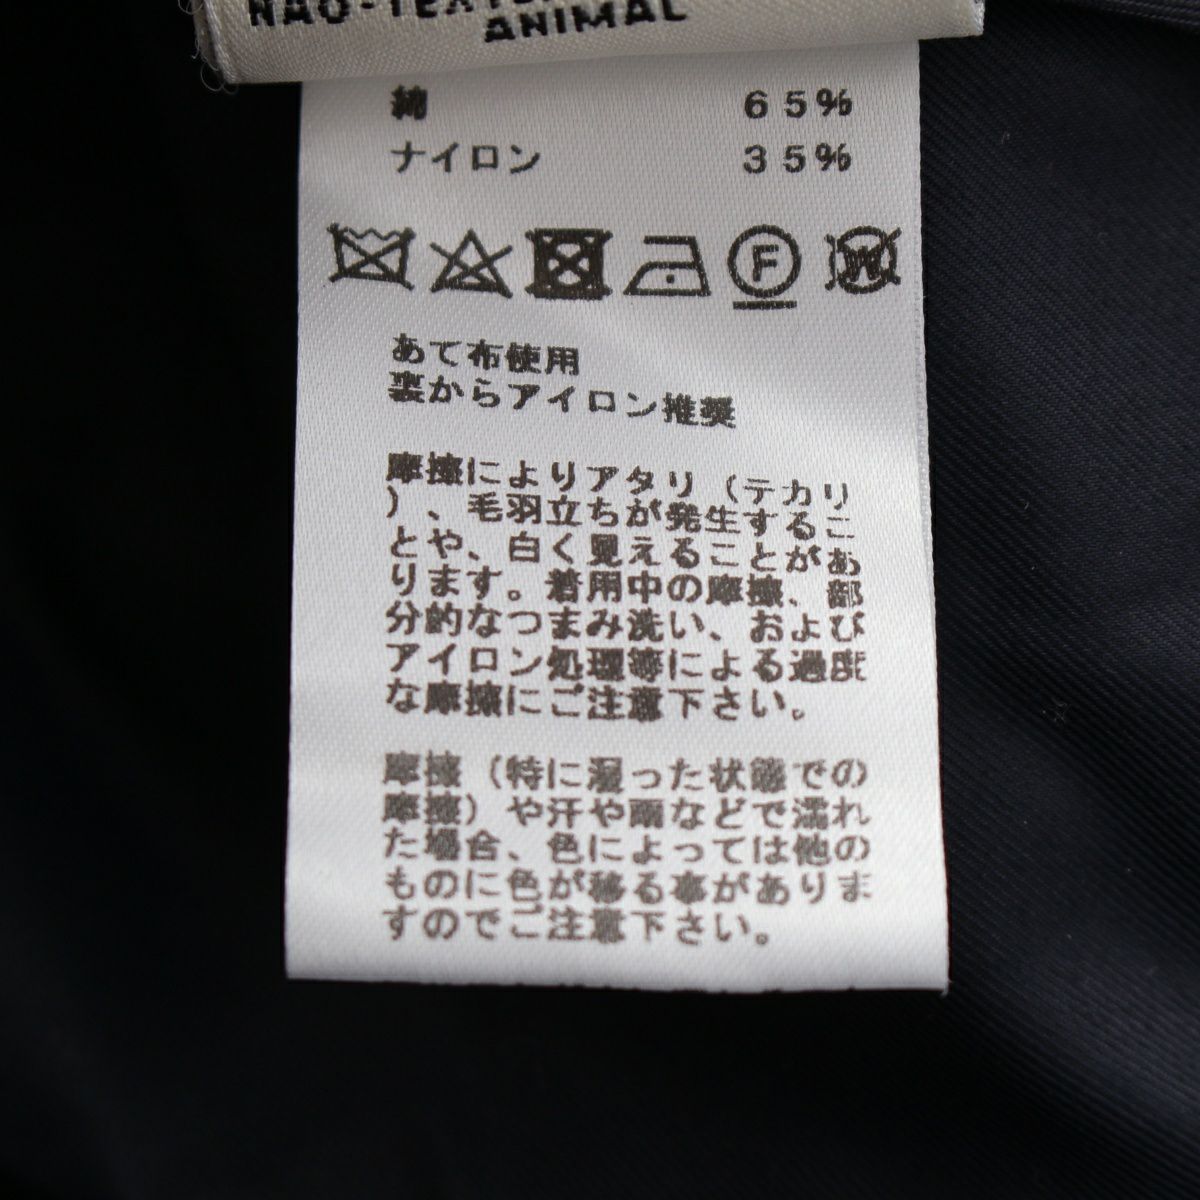 ANIMAL
綿 65%
ナイロン 35%
F
W
あて布使用
裏からアイロン推奨
摩擦によりアタリ（テカリ
）、毛羽立ちが発生するこ
とや、白く見えることがあ
ります。着用中の摩擦、部
分的なつまみ洗い、および
アイロン処理等による過度
な摩擦にご注意下さい。
摩擦（特に湿った状態での
摩擦）や汗や雨などで濡れ
た場合、色によっては他の
ものに色が移る事がありま
すのでご注意下さい。